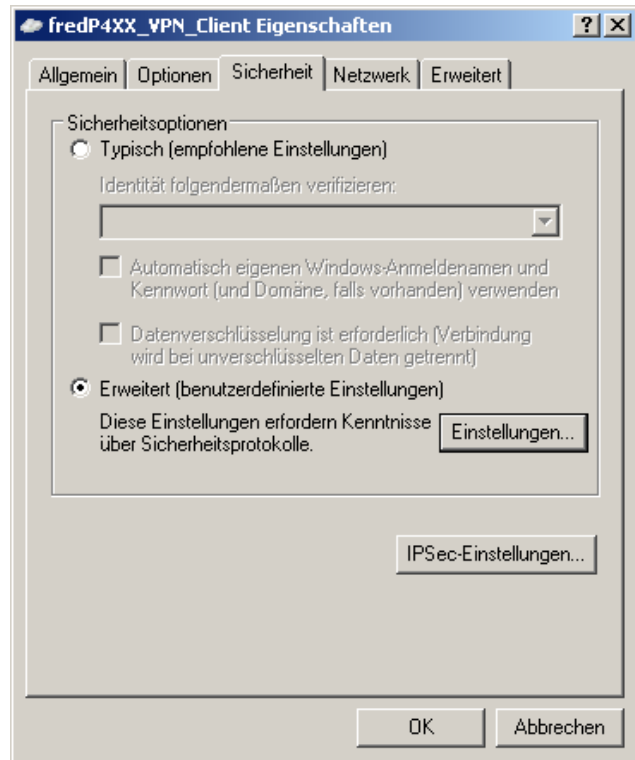 fredP4XX_VPN_Client Eigenschaften
Allgemein
Optionen
Sicherheit
Netzwerk
Erweitert
Sicherheitsoptionen
Typisch (empfohlene Einstellungen)
Identität folgendermaßen verifizieren:
Automatisch eigenen Windows-Anmeldenamen und
Kennwort (und Domäne, falls vorhanden) verwenden
Datenverschlüsselung ist erforderlich (Verbindung
wird bei unverschlüsselten Daten getrennt)
Erweitert (benutzerdefinierte Einstellungen)
Diese Einstellungen erfordern Kenntnisse
über Sicherheitsprotokolle.
Einstellungen...
IPSec-Einstellungen...
OK
Abbrechen